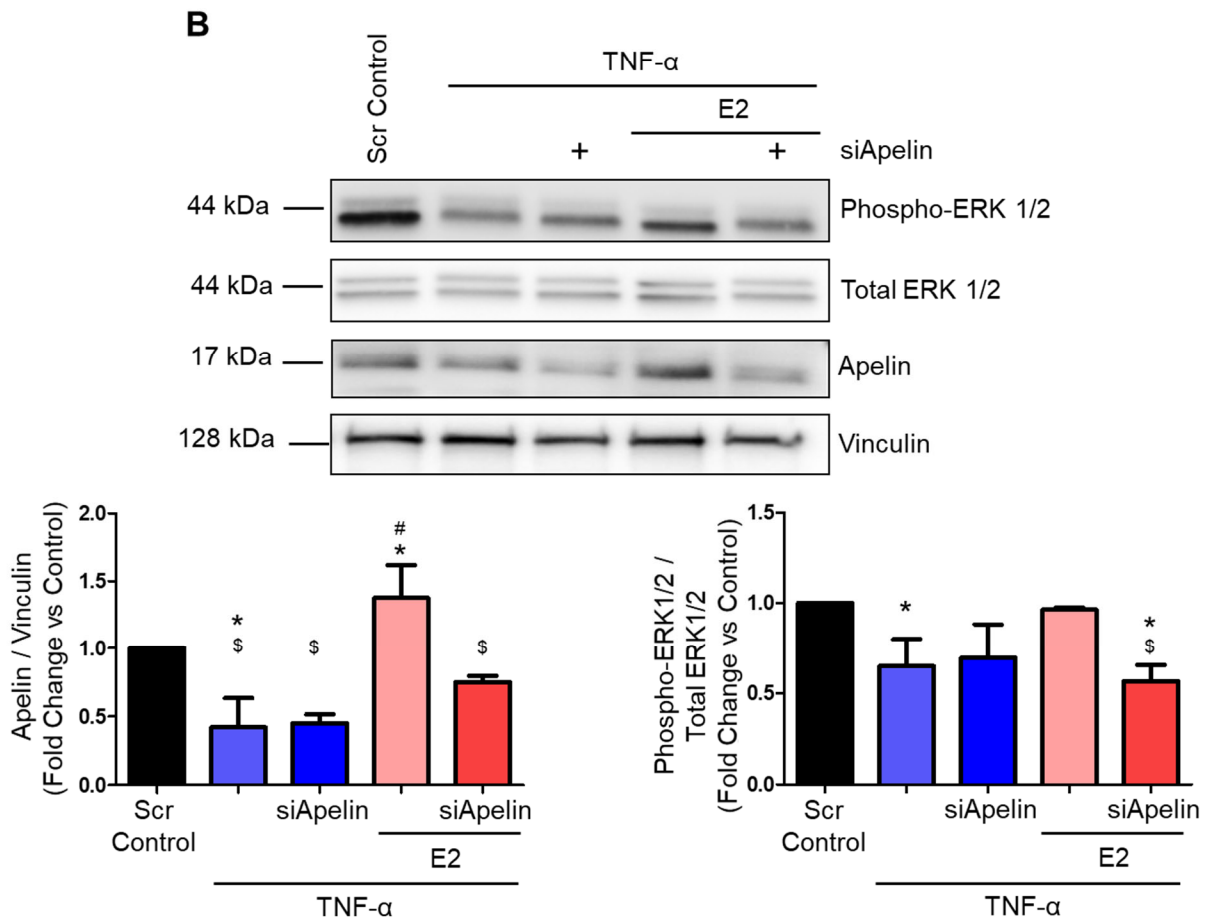 B
Scr Control
TNF-α
E2
+ + siApelin
44 kDa Phospho-ERK 1/2
44 kDa Total ERK 1/2
17 kDa Apelin
128 kDa Vinculin
Apelin / Vinculin
(Fold Change vs Control)
2.0
1.5
1.0
0.5
0.0
*
$
$
#
*
$
Scr
Control
siApelin
siApelin
E2
TNF-α
Phospho-ERK1/2 /
Total ERK1/2
(Fold Change vs Control)
1.5
1.0
0.5
0.0
*
*
$
Scr
Control
siApelin
siApelin
E2
TNF-α